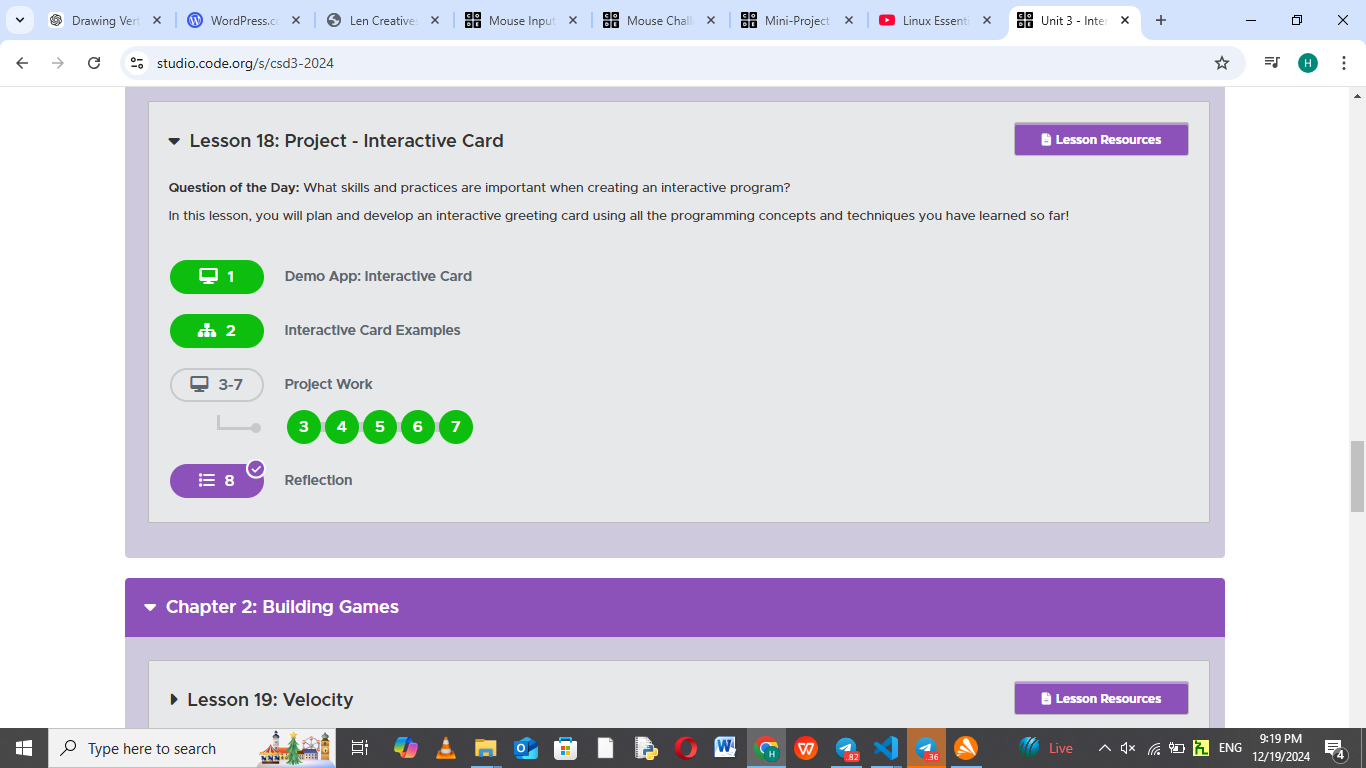 Drawing Vert
WordPress.c
Len Creative
Mouse Input
Mouse Chall
Mini-Project
Linux Essenti
Unit 3 - Inter
studio.code.org/s/csd3-2024
H
Lesson 18: Project - Interactive Card
Lesson Resources
Question of the Day: What skills and practices are important when creating an interactive program?
In this lesson, you will plan and develop an interactive greeting card using all the programming concepts and techniques you have learned so far!
1 Demo App: Interactive Card
2 Interactive Card Examples
3-7 Project Work
3 4 5 6 7
8 Reflection
Chapter 2: Building Games
Lesson 19: Velocity
Lesson Resources
Type here to search
.82
.36
Live
ENG
9:19 PM
12/19/2024
4